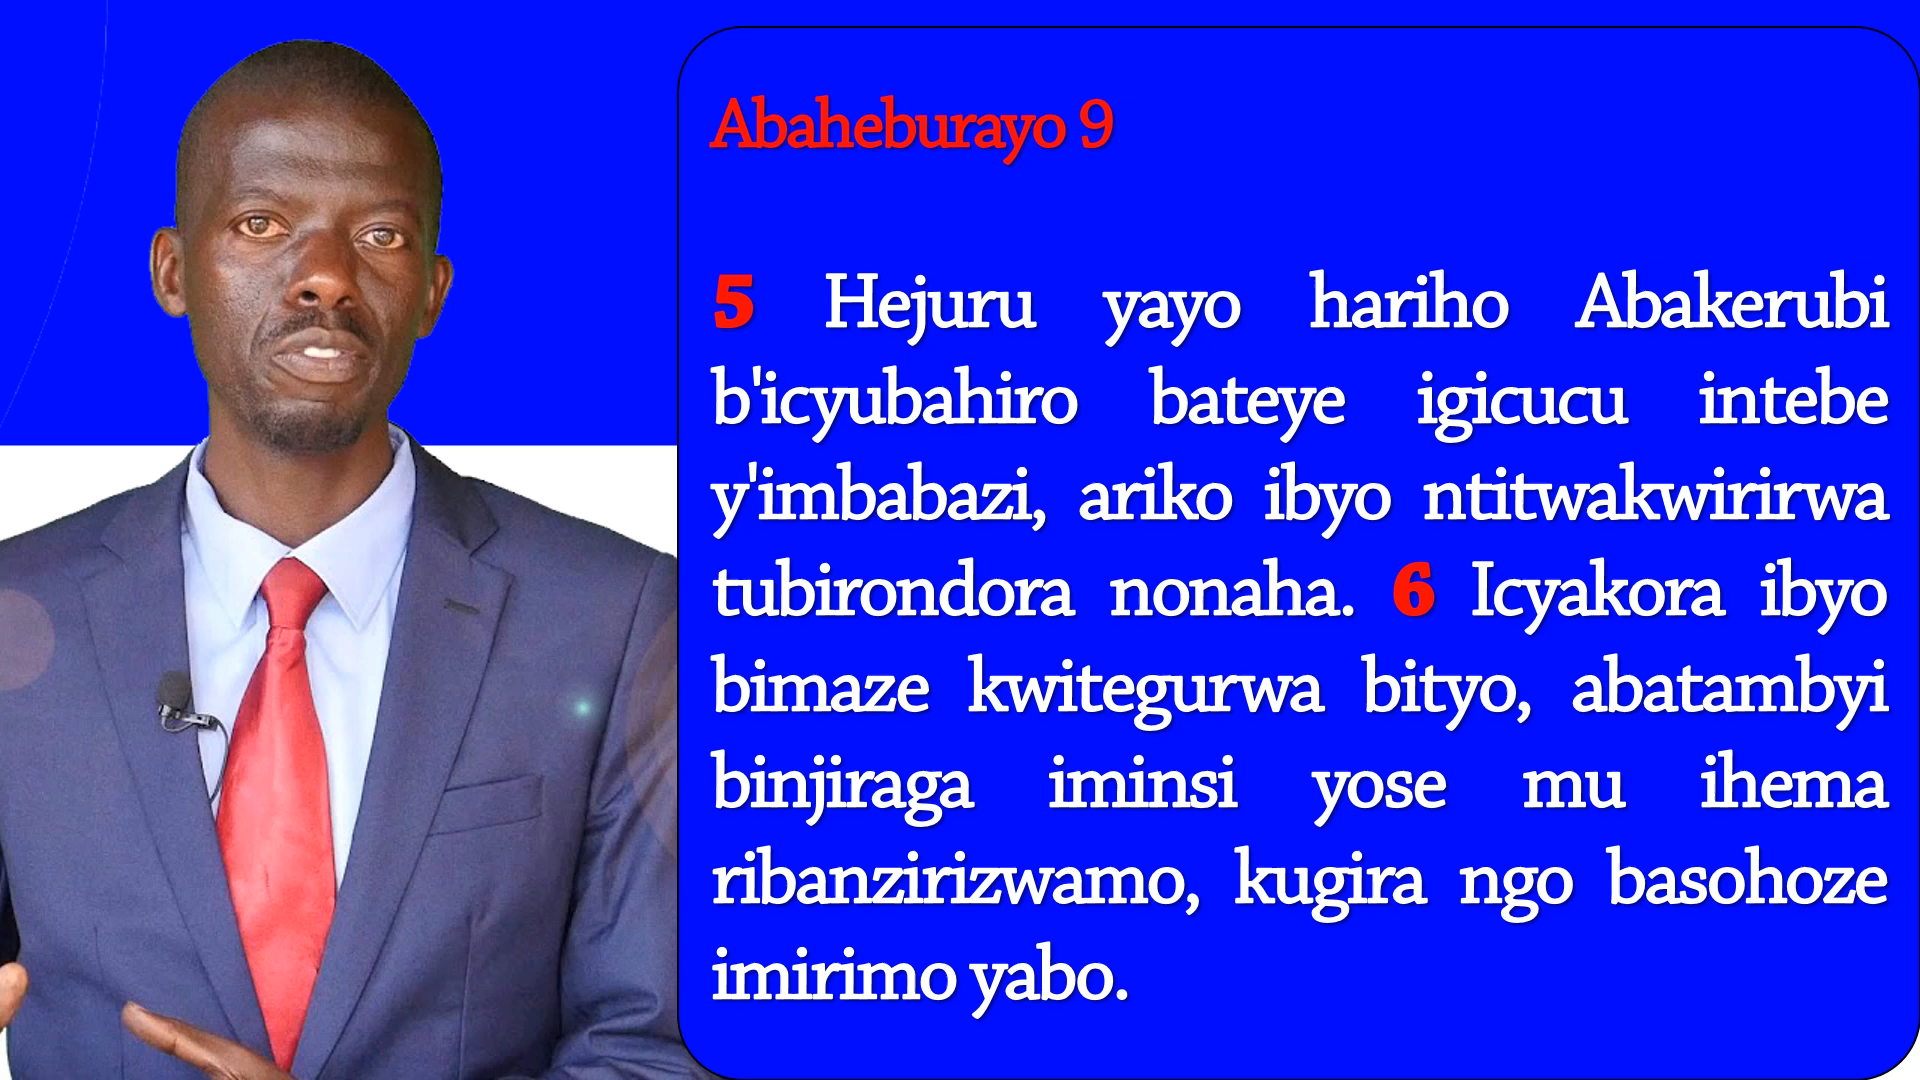 Abaheburayo 9
5 Hejuru yayo hariho Abakerubi
b'icyubahiro bateye igicucu intebe
y'imbabazi, ariko ibyo ntitwakwirirwa
tubirondora nonaha. 6 Icyakora ibyo
bimaze kwitegurwa bityo, abatambyi
binjiraga iminsi yose mu ihema
ribanzirizwamo, kugira ngo basohoze
imirimo yabo.